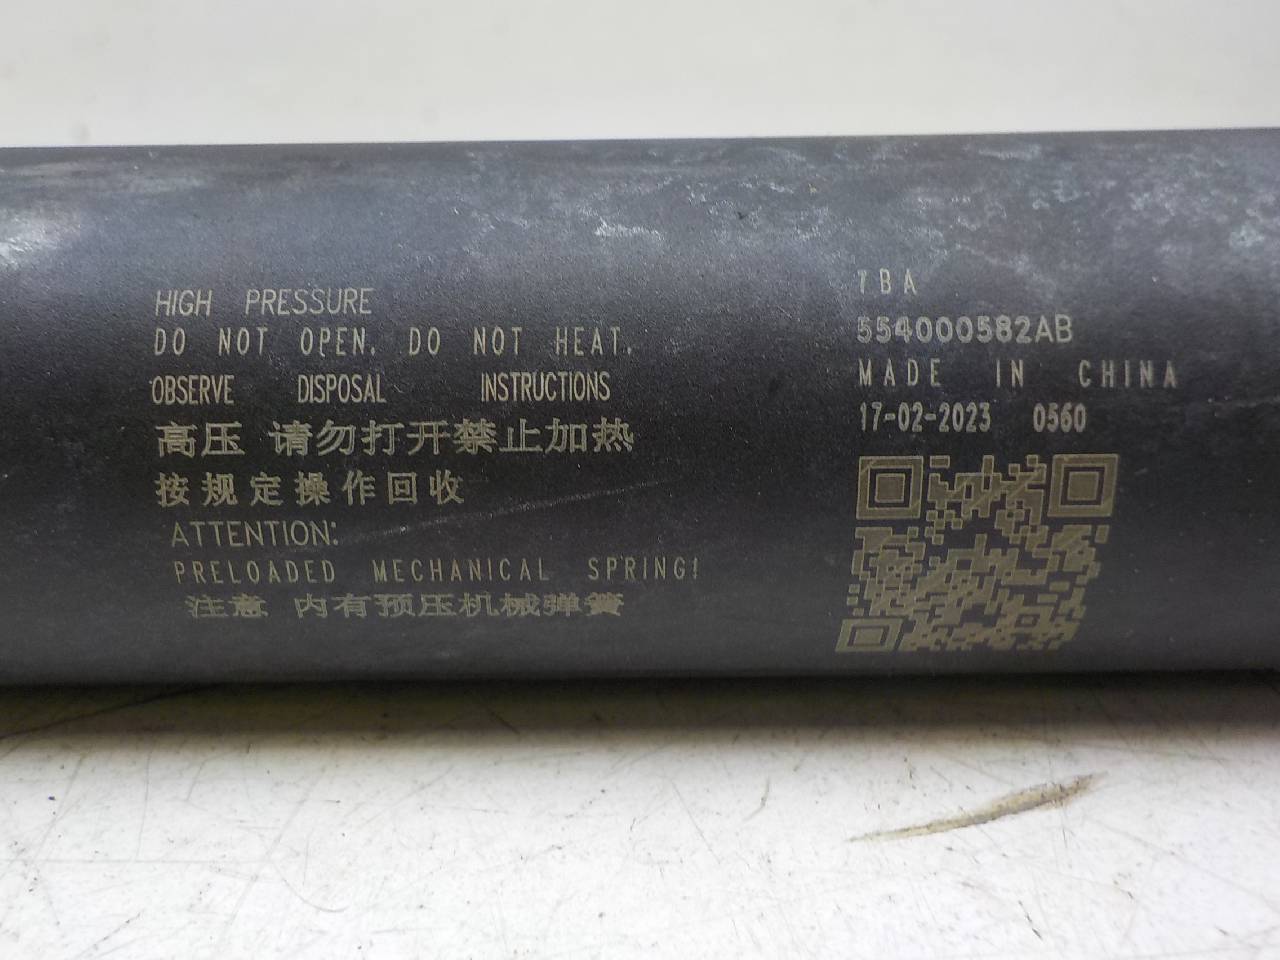 HIGH PRESSURE
DO NOT OPEN. DO NOT HEAT.
OBSERVE DISPOSAL INSTRUCTIONS
高压 请勿打开禁止加热
按规定操作回收
ATTENTION:
PRELOADED MECHANICAL SPRING!
注意 内有预压机械弹簧
7BA
554000582AB
MADE IN CHINA
17-02-2023 0560